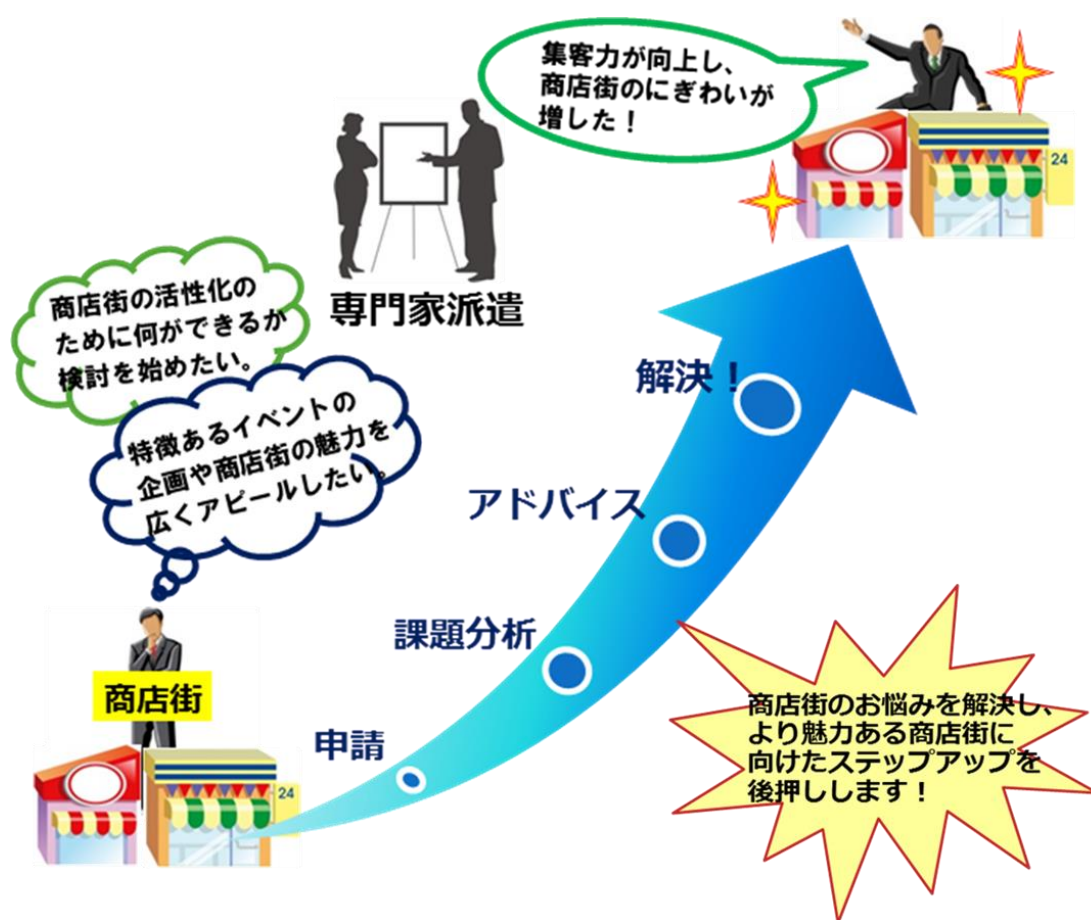 集客力が向上し、
商店街のにぎわいが
増した！
専門家派遣
商店街の活性化の
ために何ができるか
検討を始めたい。
特徴あるイベントの
企画や商店街の魅力を
広くアピールしたい。
解決！
アドバイス
課題分析
申請
商店街
商店街のお悩みを解決し、
より魅力ある商店街に
向けたステップアップを
後押しします！
24
24